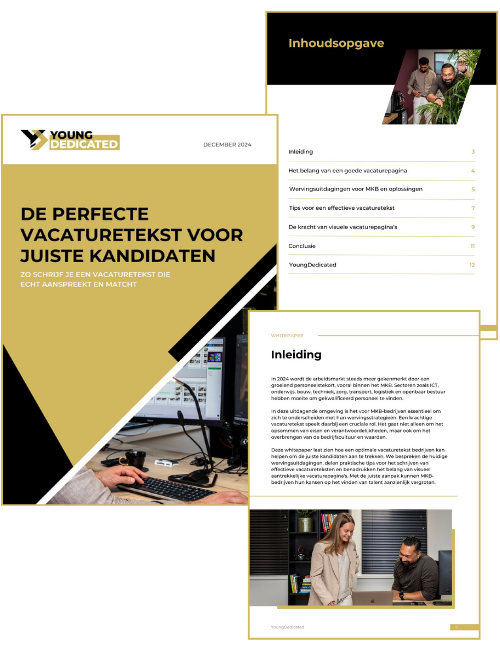 YOUNG
DEDICATED
DECEMBER 2024
DE PERFECTE
VACATURETEKST VOOR
JUISTE KANDIDATEN
ZO SCHRIJF JE EEN VACATURETEKST DIE
ECHT AANSPREEKT EN MATCHT
Inhoudsopgave
Inleiding 3
Het belang van een goede vacaturepagina 4
Wervingsuitdagingen voor MKB en oplossingen 5
Tips voor een effectieve vacaturetekst 7
De kracht van visuele vacaturepagina's 9
Conclusie 11
YoungDedicated 12
WHITEPAPER
Inleiding
In 2024 wordt de arbeidsmarkt steeds meer gekenmerkt door een
groeiend personeelstekort, vooral binnen het MKB. Sectoren zoals ICT,
onderwijs, bouw, techniek, zorg, transport, logistiek en openbaar bestuur
hebben moeite om gekwalificeerd personeel te vinden.
In deze uitdagende omgeving is het voor MKB-bedrijven essentieel om
zich te onderscheiden met hun wervingsstrategieën. Een krachtige
vacaturetekst speelt daarbij een cruciale rol. Het gaat niet alleen om het
opsommen van eisen en verantwoordelijkheden, maar ook om het
overbrengen van de bedrijfscultuur en waarden.
Deze whitepaper laat zien hoe een optimale vacaturetekst bedrijven kan
helpen om de juiste kandidaten aan te trekken. We bespreken de huidige
wervingsuitdagingen, delen praktische tips voor het schrijven van
effectieve vacatureteksten en benadrukken het belang van visueel
aantrekkelijke vacaturepagina's. Met de juiste aanpak kunnen MKB-
bedrijven hun kansen op het vinden van talent aanzienlijk vergroten.
YoungDedicated